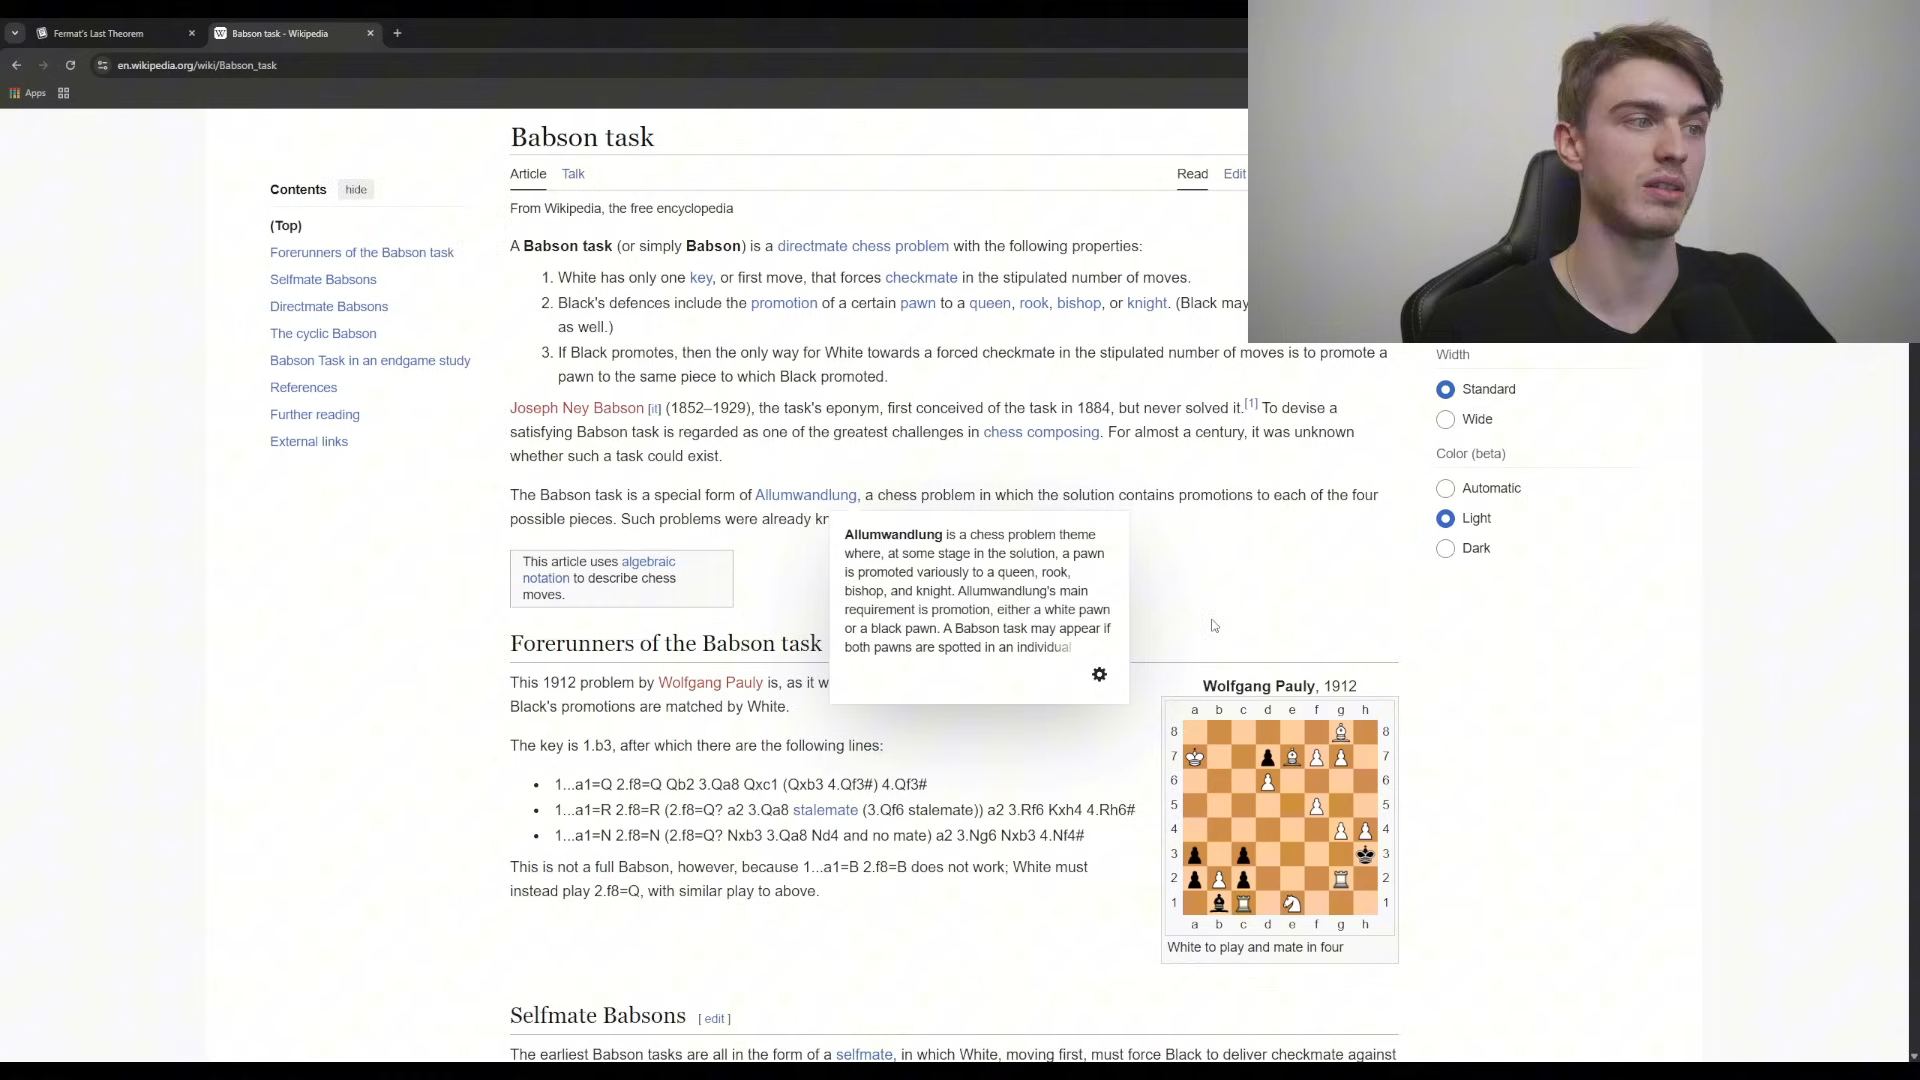 Fermat's Last Theorem
Babson task - Wikipedia
en.wikipedia.org/wiki/Babson_task
Apps
Babson task
Article Talk
Read Edit
From Wikipedia, the free encyclopedia
Contents hide
(Top)
Forerunners of the Babson task
Selfmate Babsons
Directmate Babsons
The cyclic Babson
Babson Task in an endgame study
References
Further reading
External links
A Babson task (or simply Babson) is a directmate chess problem with the following properties:
1. White has only one key, or first move, that forces checkmate in the stipulated number of moves.
2. Black's defences include the promotion of a certain pawn to a queen, rook, bishop, or knight. (Black may
as well.)
3. If Black promotes, then the only way for White towards a forced checkmate in the stipulated number of moves is to promote a
pawn to the same piece to which Black promoted.
Joseph Ney Babson [it] (1852–1929), the task's eponym, first conceived of the task in 1884, but never solved it.[1] To devise a
satisfying Babson task is regarded as one of the greatest challenges in chess composing. For almost a century, it was unknown
whether such a task could exist.
The Babson task is a special form of Allumwandlung, a chess problem in which the solution contains promotions to each of the four
possible pieces. Such problems were already kr
This article uses algebraic
notation to describe chess
moves.
Allumwandlung is a chess problem theme
where, at some stage in the solution, a pawn
is promoted variously to a queen, rook,
bishop, and knight. Allumwandlung's main
requirement is promotion, either a white pawn
or a black pawn. A Babson task may appear if
both pawns are spotted in an individual
Forerunners of the Babson task
This 1912 problem by Wolfgang Pauly is, as it w
Black's promotions are matched by White.
The key is 1.b3, after which there are the following lines:
• 1...a1=Q 2.f8=Q Qb2 3.Qa8 Qxc1 (Qxb3 4.Qf3#) 4.Qf3#
• 1...a1=R 2.f8=R (2.f8=Q? a2 3.Qa8 stalemate (3.Qf6 stalemate)) a2 3.Rf6 Kxh4 4.Rh6#
• 1...a1=N 2.f8=N (2.f8=Q? Nxb3 3.Qa8 Nd4 and no mate) a2 3.Ng6 Nxb3 4.Nf4#
This is not a full Babson, however, because 1...a1=B 2.f8=B does not work; White must
instead play 2.f8=Q, with similar play to above.
Wolfgang Pauly, 1912
a b c d e f g h
8 8
7 7
6 6
5 5
4 4
3 3
2 2
1 1
a b c d e f g h
White to play and mate in four
Selfmate Babsons [ edit ]
The earliest Babson tasks are all in the form of a selfmate, in which White, moving first, must force Black to deliver checkmate against
Width
Standard
Wide
Color (beta)
Automatic
Light
Dark